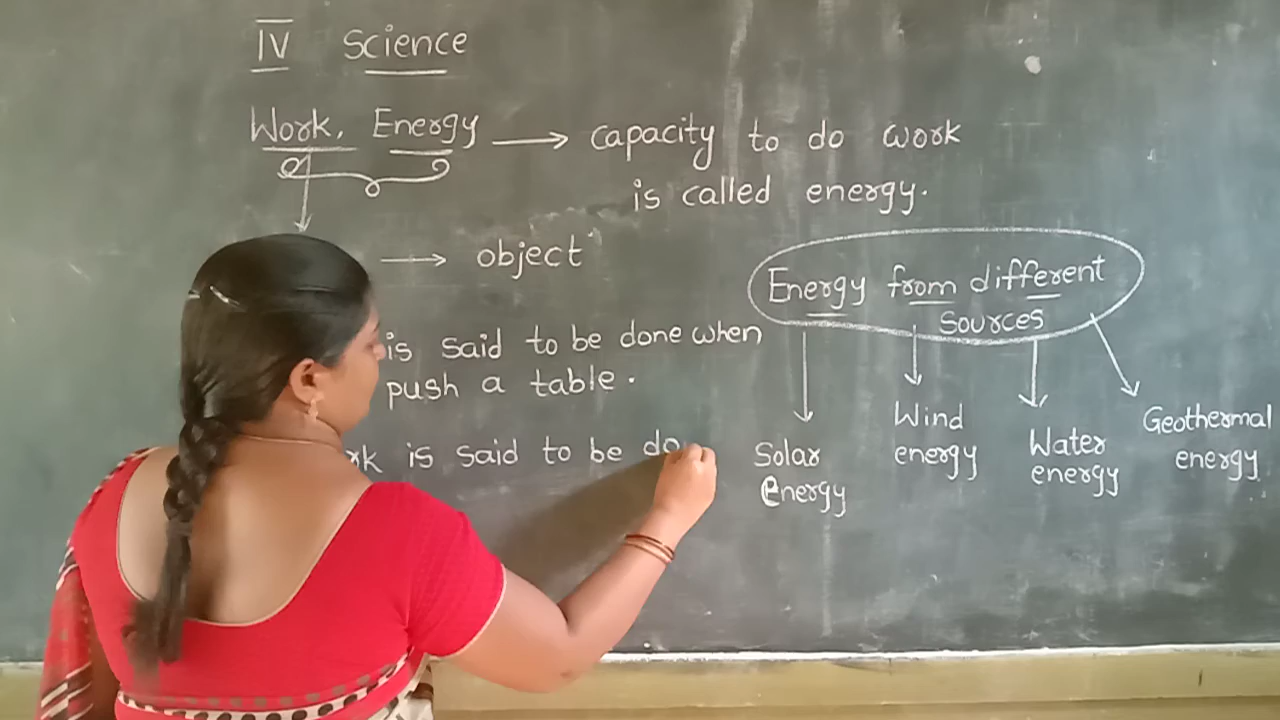 IV Science
Work, Energy → capacity to do work
is called energy.
→ object
is said to be done when
push a table.
is said to be do
Energy from different
sources
Solar
energy
Wind
energy
Water
energy
Geothermal
energy